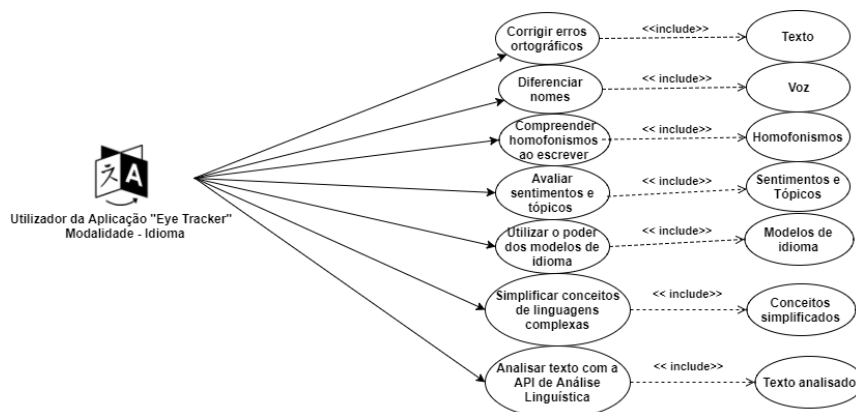 Corrigir erros
ortográficos
<<include>>
Texto
Diferenciar
nomes
<< include>>
Voz
Compreender
homofonismos
ao escrever
<< include>>
Homofonismos
A
Utilizador da Aplicação "Eye Tracker"
Modalidade - Idioma
Avaliar
sentimentos e
tópicos
<< include>>
Sentimentos e
Tópicos
Utilizar o poder
dos modelos de
idioma
<< include>>
Modelos de
idioma
Simplificar conceitos
de linguagens
complexas
<< include>>
Conceitos
simplificados
Analisar texto com a
API de Análise
Linguística
<< include>>
Texto analisado